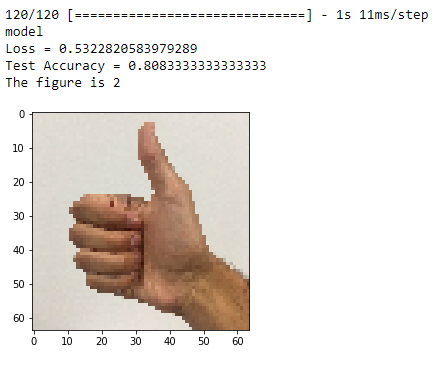 120/120 [==============================] - 1s 11ms/step
model
Loss = 0.5322820583979289
Test Accuracy = 0.8083333333333333
The figure is 2
0
10
20
30
40
50
60
0 10 20 30 40 50 60